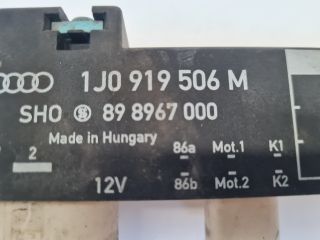 1J0 919 506 M
SHO 89 8967 000
Made in Hungary
2 86a Mot.1 K1
12V 86b Mot.2 K2